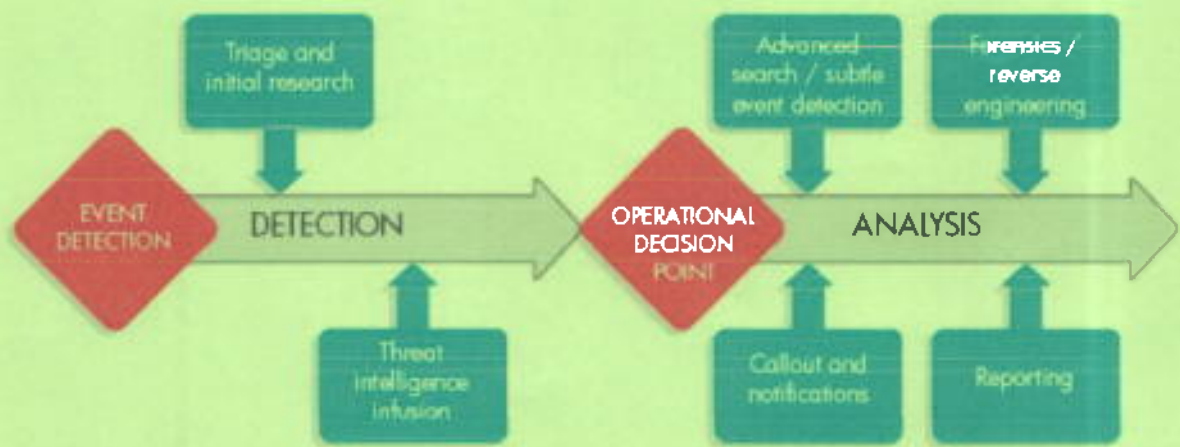 Triage and
initial research
Advanced
search / subtle
event detection
Forensics /
reverse
engineering
EVENT
DETECTION
DETECTION
OPERATIONAL
DECISION
POINT
ANALYSIS
Threat
intelligence
infusion
Callout and
notifications
Reporting